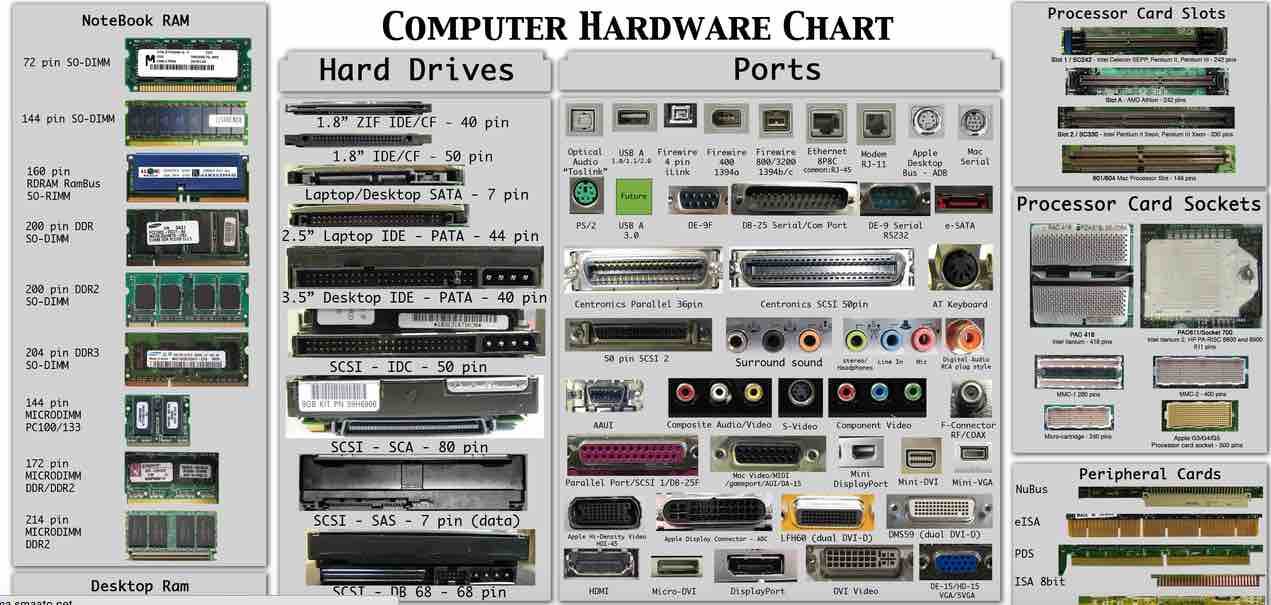 COMPUTER HARDWARE CHART
NoteBook RAM
72 pin SO-DIMM
144 pin SO-DIMM
160 pin
RDRAM RamBus
SO-RIMM
200 pin DDR
SO-DIMM
200 pin DDR2
SO-DIMM
204 pin DDR3
SO-DIMM
144 pin
MICRODIMM
PC100/133
172 pin
MICRODIMM
DDR/DDR2
214 pin
MICRODIMM
DDR2
Desktop Ram
Hard Drives
1.8” ZIF IDE/CF - 40 pin
1.8” IDE/CF - 50 pin
Laptop/Desktop SATA - 7 pin
2.5” Laptop IDE - PATA - 44 pin
3.5” Desktop IDE - PATA - 40 pin
SCSI - IDC - 50 pin
SCSI - SCA - 80 pin
SCSI - SAS - 7 pin (data)
SCSI - DB 68 - 68 pin
Ports
Optical
Audio
“Toslink”
USB A
1.0/1.1/2.0
Firewire
4 pin
iLink
Firewire
400
1394a
Firewire
800/3200
1394b/c
Ethernet
8P8C
common:RJ-45
Modem
RJ-11
Apple
Desktop
Bus - ADB
Mac
Serial
PS/2
Future
USB A
3.0
DE-9F
DB-25 Serial/Com Port
DE-9 Serial
RS232
e-SATA
Centronics Parallel 36pin
Centronics SCSI 50pin
AT Keyboard
50 pin SCSI 2
Surround sound
stereo/
Headphones
Line In
Mic
Digital Audio
RCA plug style
AAUI
Composite Audio/Video
S-Video
Component Video
F-Connector
RF/COAX
Parallel Port/SCSI 1/DB-25F
Mac Video/MIDI
/gameport/AUI/DA-15
Mini
DisplayPort
Mini-DVI
Mini-VGA
Apple Hi-Density Video
HDI-45
Apple Display Connector - ADC
LFH60 (dual DVI-D)
DMS59 (dual DVI-D)
HDMI
Micro-DVI
DisplayPort
DVI Video
DE-15/HD-15
VGA/SVGA
Processor Card Slots
Slot 1 / SC242 - Intel Celeron SEPP, Pentium II, Pentium III - 242 pins
Slot A - AMD Athlon - 242 pins
Slot 2 / SC330 - Intel Pentium II Xeon, Pentium III Xeon - 330 pins
601/604 Mac Processor Slot - 146 pins
Processor Card Sockets
PAC 418
Intel Itanium - 418 pins
PAC611/Socket 700
Intel Itanium 2, HP PA-RISC 8800 and 8900
611 pins
MMC-1 280 pins
MMC-2 - 400 pins
Micro-cartridge - 240 pins
Apple G3/G4/G5
Processor card socket - 300 pins
Peripheral Cards
NuBus
eISA
PDS
ISA 8bit